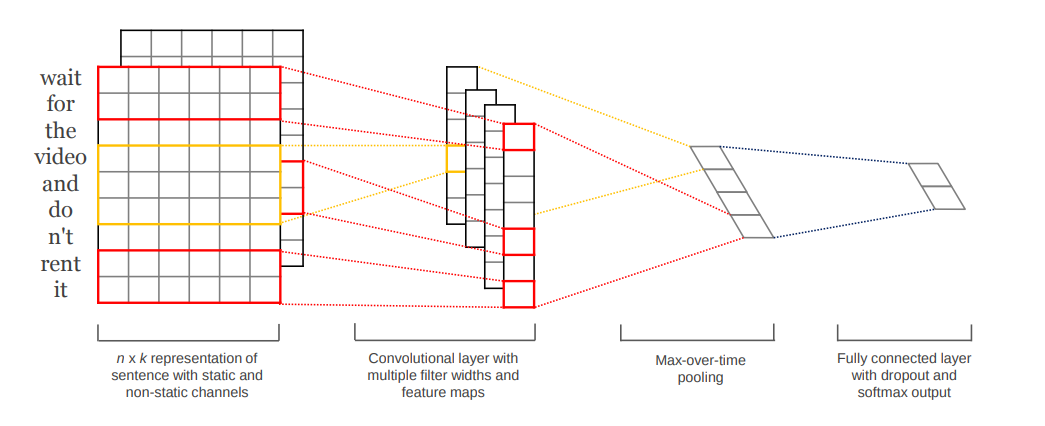 wait
for
the
video
and
do
n't
rent
it
n x k representation of
sentence with static and
non-static channels
Convolutional layer with
multiple filter widths and
feature maps
Max-over-time
pooling
Fully connected layer
with dropout and
softmax output